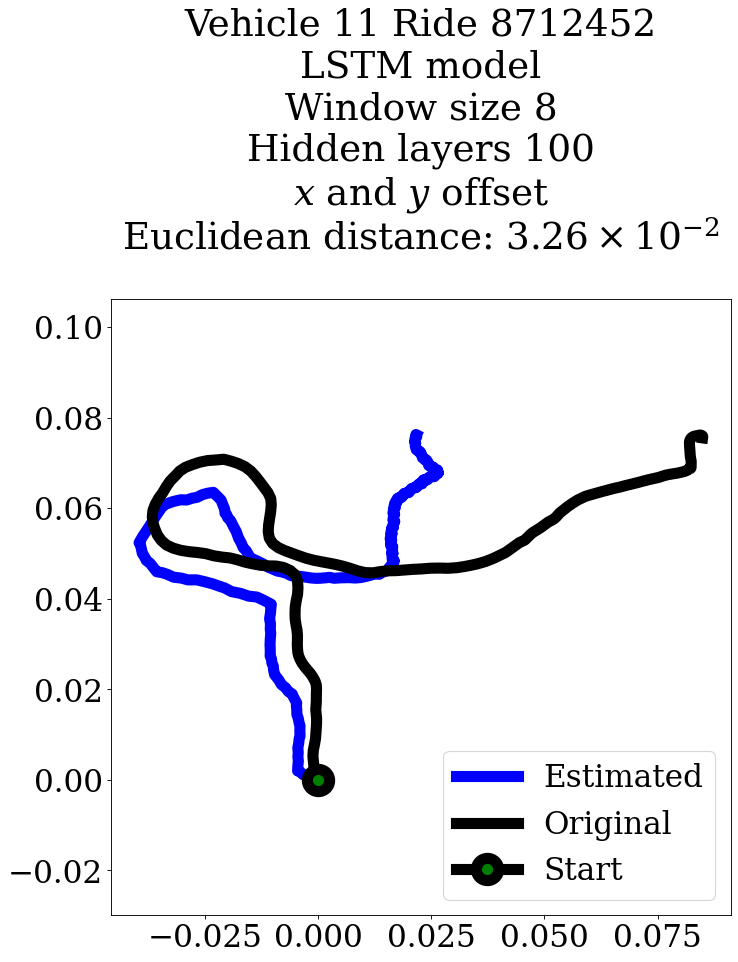 Vehicle 11 Ride 8712452
LSTM model
Window size 8
Hidden layers 100
x and y offset
Euclidean distance: 3.26 × 10⁻²
0.10
0.08
0.06
0.04
0.02
0.00
−0.02
Estimated
Original
Start
−0.025 0.000 0.025 0.050 0.075